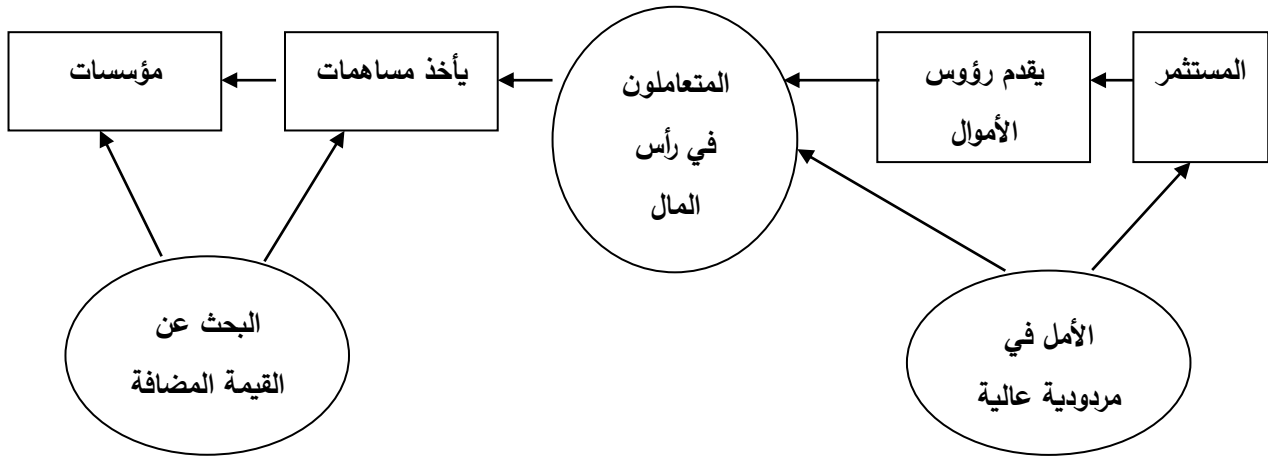 المستثمر
يقدم رؤوس
الأموال
المتعاملون
في رأس
المال
يأخذ مساهمات
مؤسسات
الأمل في
مردودية عالية
البحث عن
القيمة المضافة